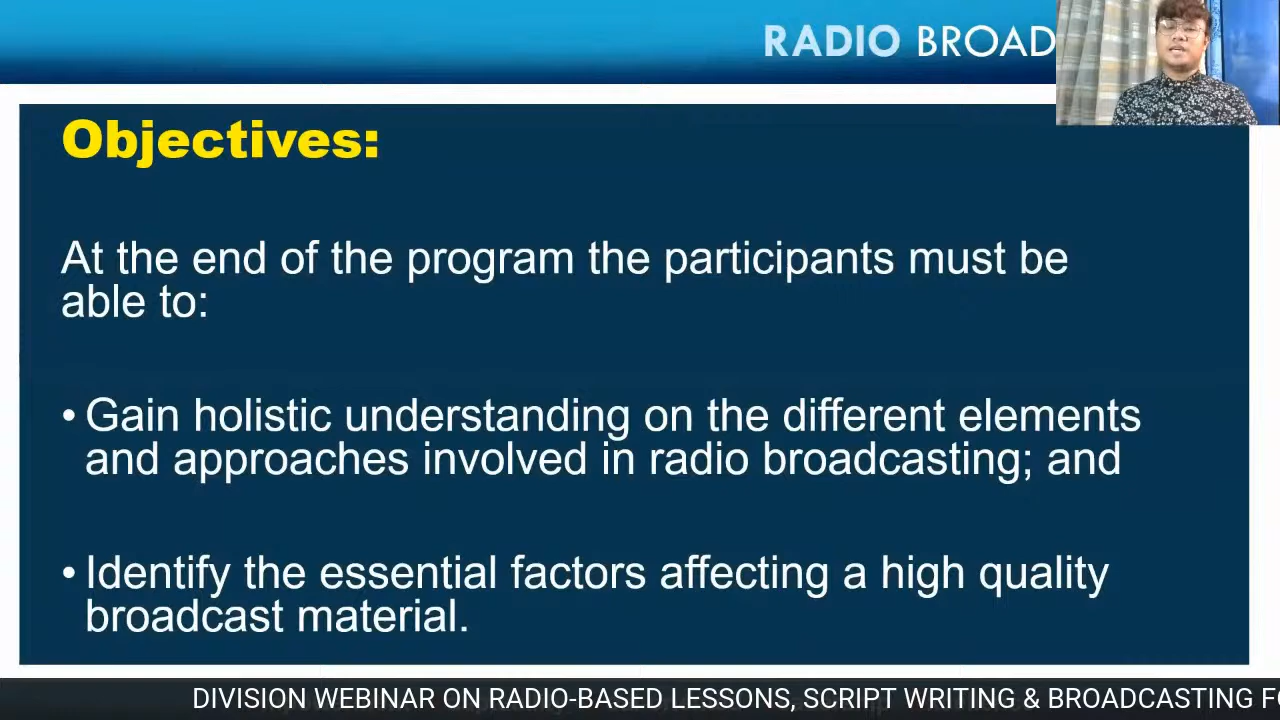 RADIO BROAD
Objectives:
At the end of the program the participants must be
able to:
• Gain holistic understanding on the different elements
and approaches involved in radio broadcasting; and
• Identify the essential factors affecting a high quality
broadcast material.
DIVISION WEBINAR ON RADIO-BASED LESSONS, SCRIPT WRITING & BROADCASTING